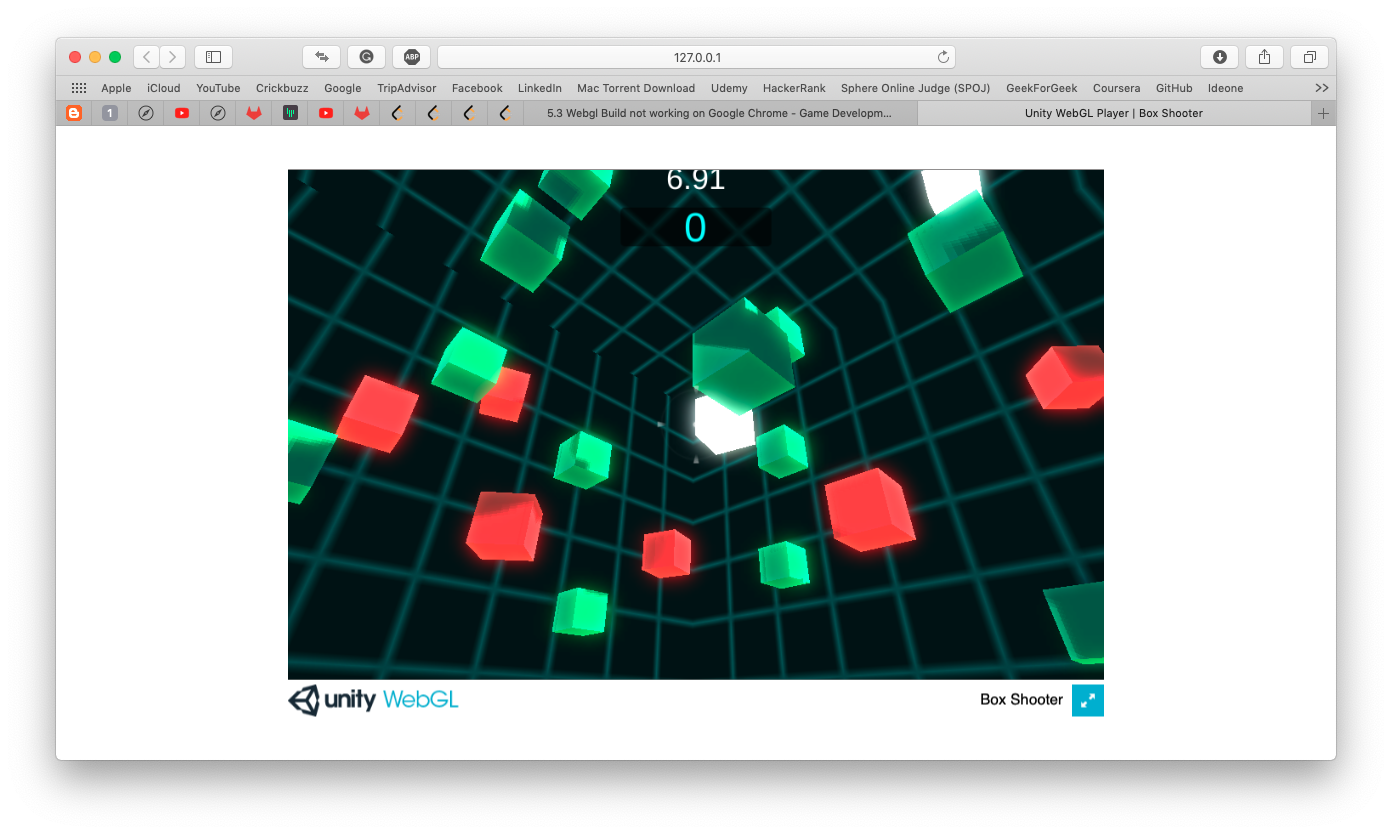 127.0.0.1
ABP
Apple iCloud YouTube Crickbuzz Google TripAdvisor Facebook LinkedIn Mac Torrent Download Udemy HackerRank Sphere Online Judge (SPOJ) GeekForGeek Coursera GitHub Ideone
1 5.3 Webgl Build not working on Google Chrome - Game Developm... Unity WebGL Player | Box Shooter
6.91
0
unity WebGL Box Shooter